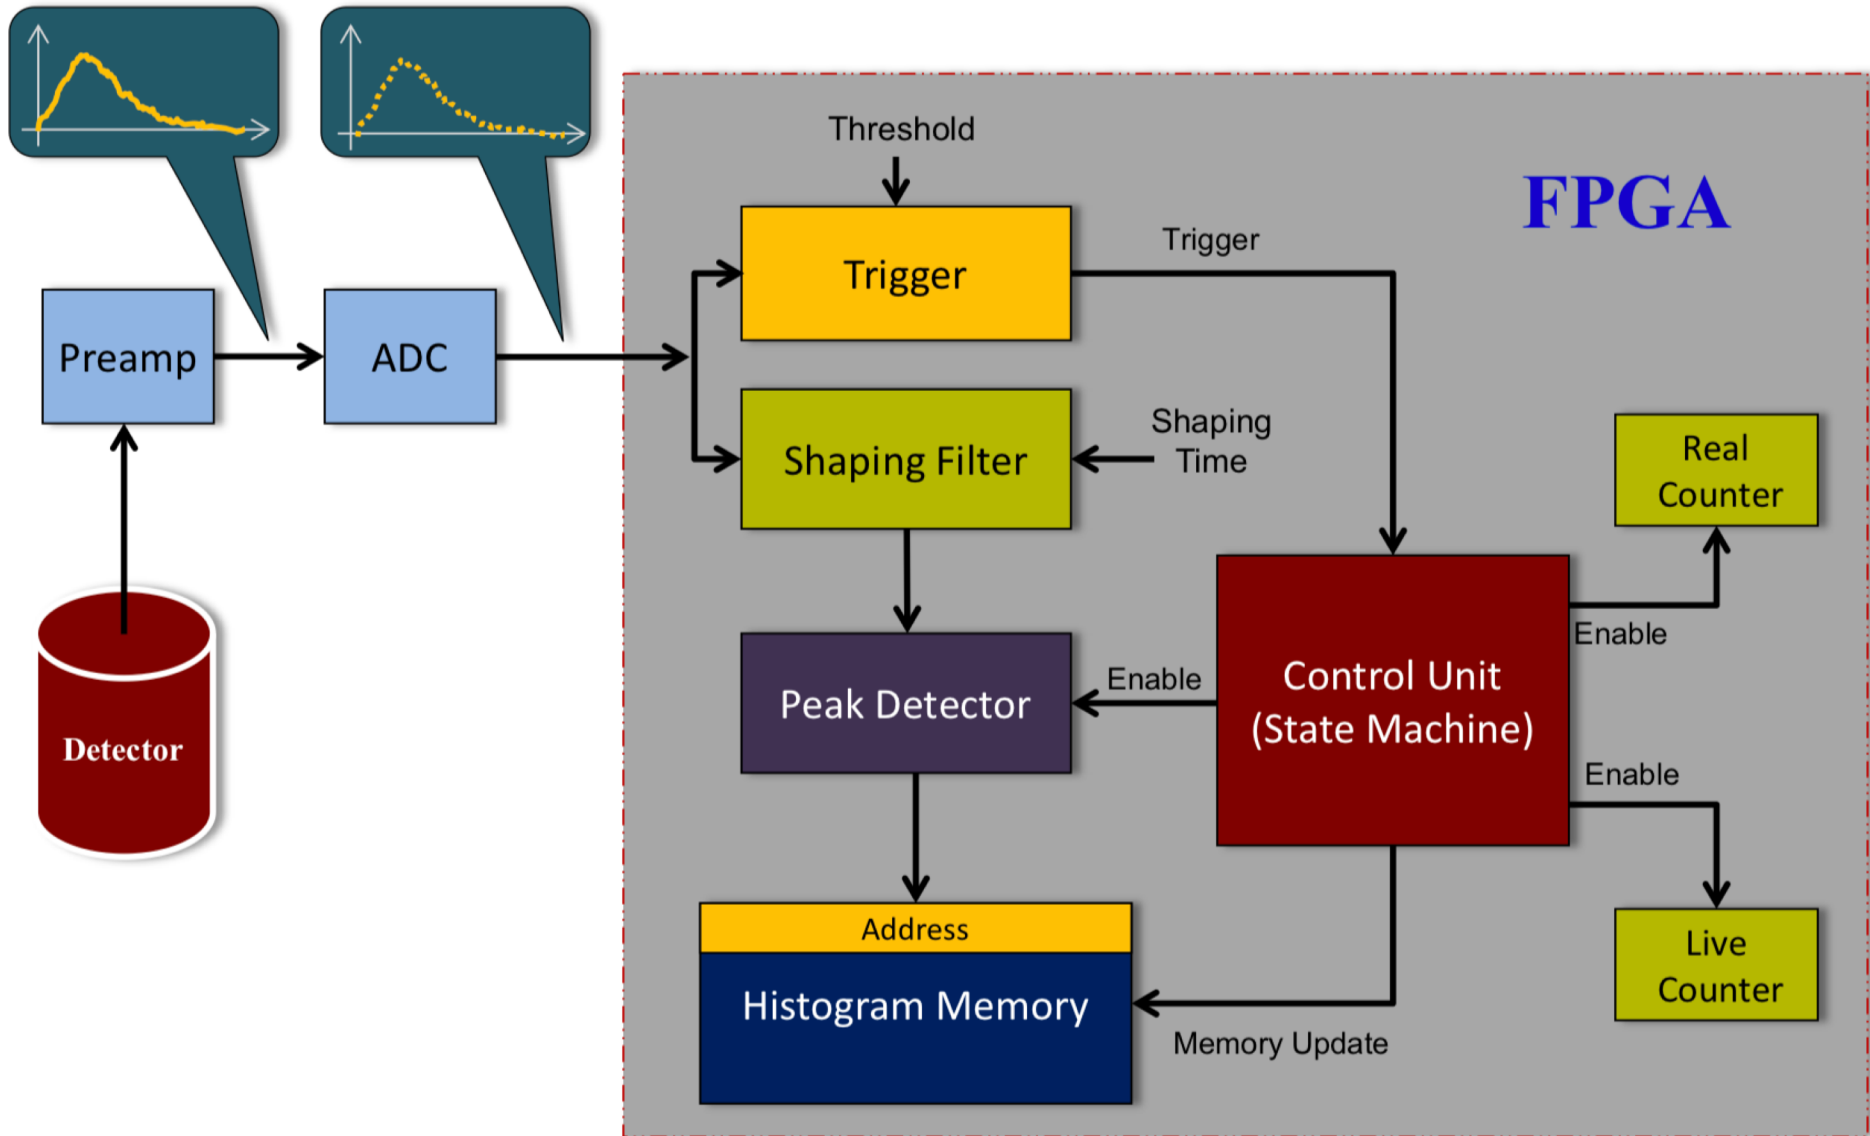 Threshold
FPGA
Trigger
Trigger
Preamp
ADC
Shaping
Time
Shaping Filter
Real
Counter
Enable
Enable
Control Unit
(State Machine)
Peak Detector
Detector
Enable
Address
Live
Counter
Histogram Memory
Memory Update